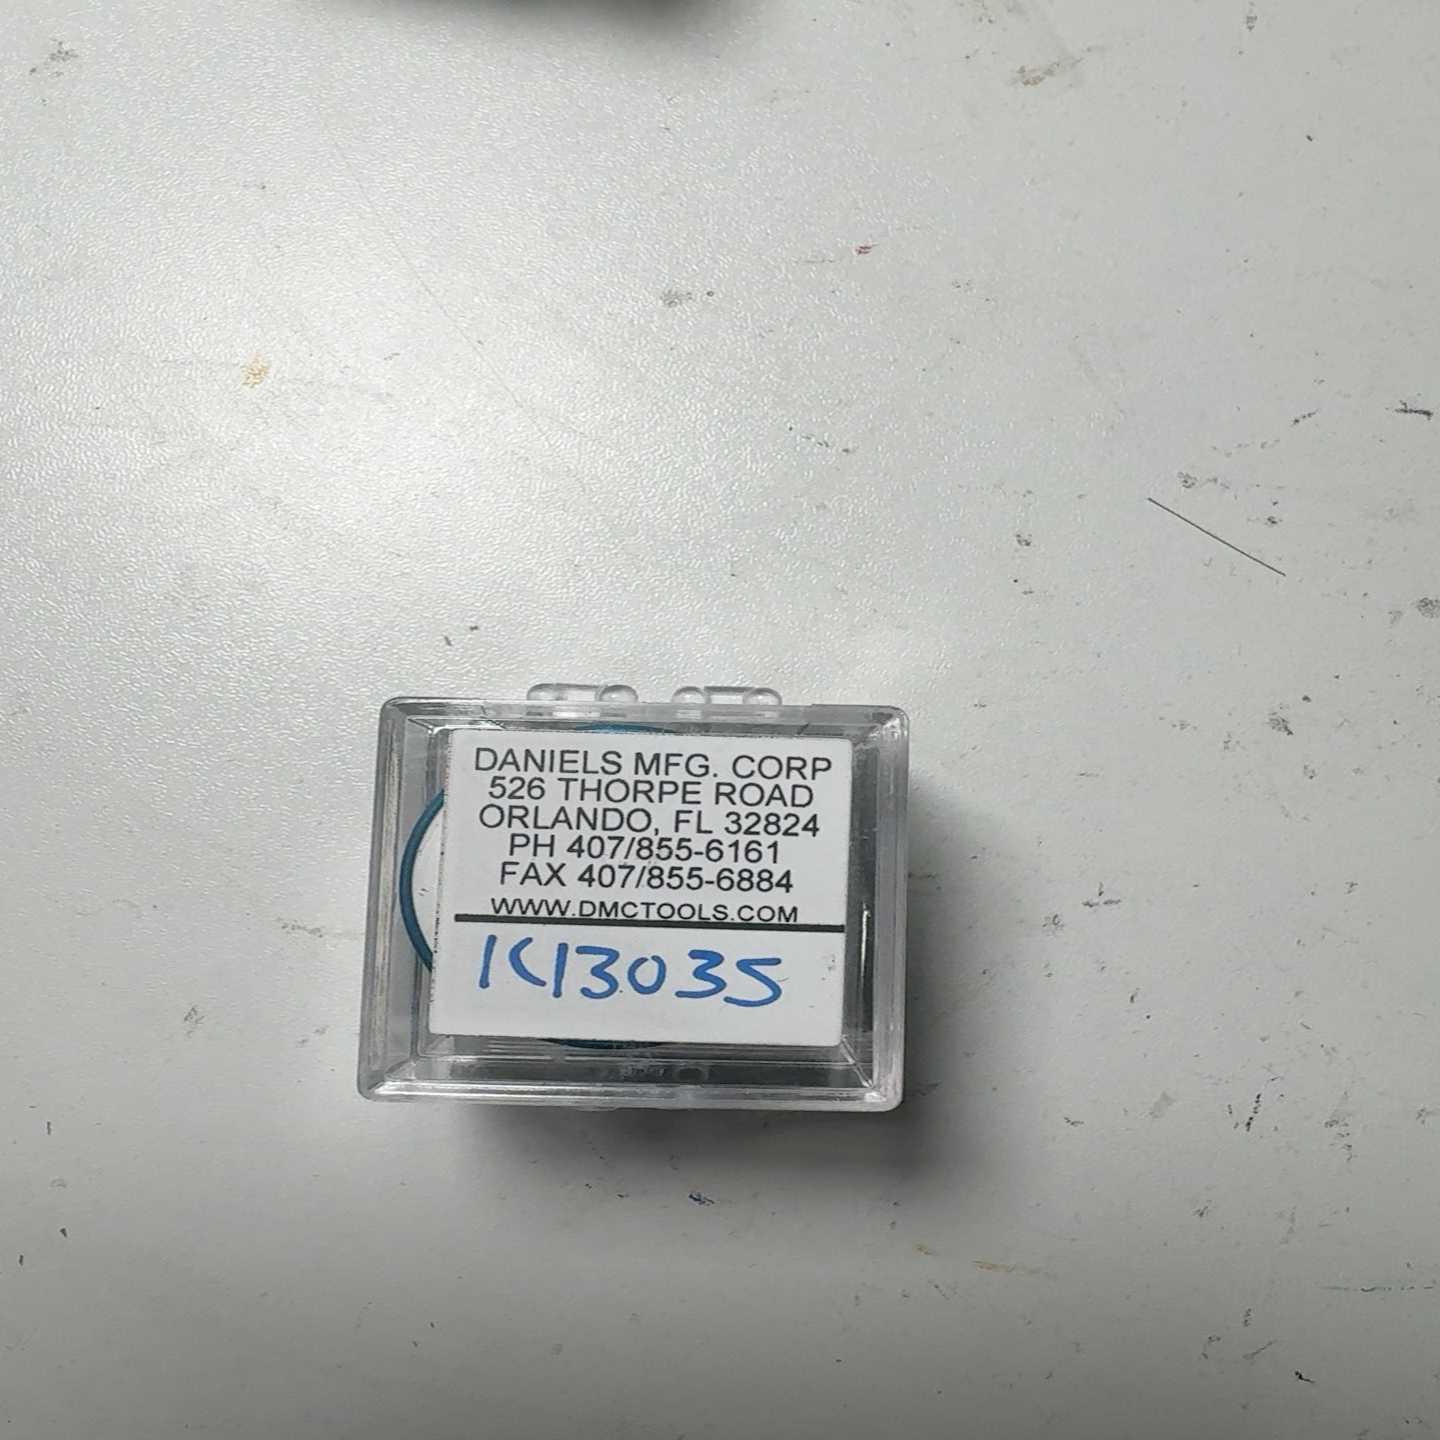 DANIELS MFG. CORP
526 THORPE ROAD
ORLANDO, FL 32824
PH 407/855-6161
FAX 407/855-6884
WWW.DMCTOOLS.COM
K13035